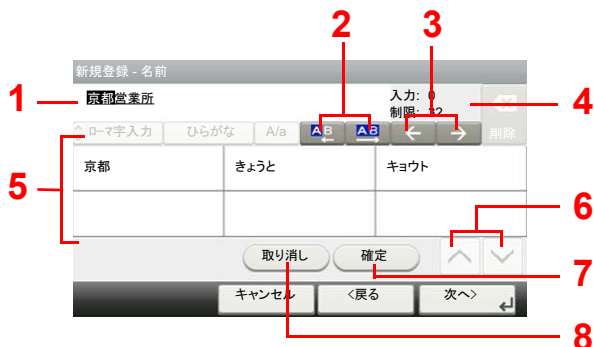 2 3
新規登録 - 名前
1 京都営業所 入力: 0 4
制限: 32
ローマ字入力 ひらがな A/a AB AB ← → 削除
5 京都 きょうと キョウト
6
取り消し 確定
7
キャンセル <戻る 次へ>
8